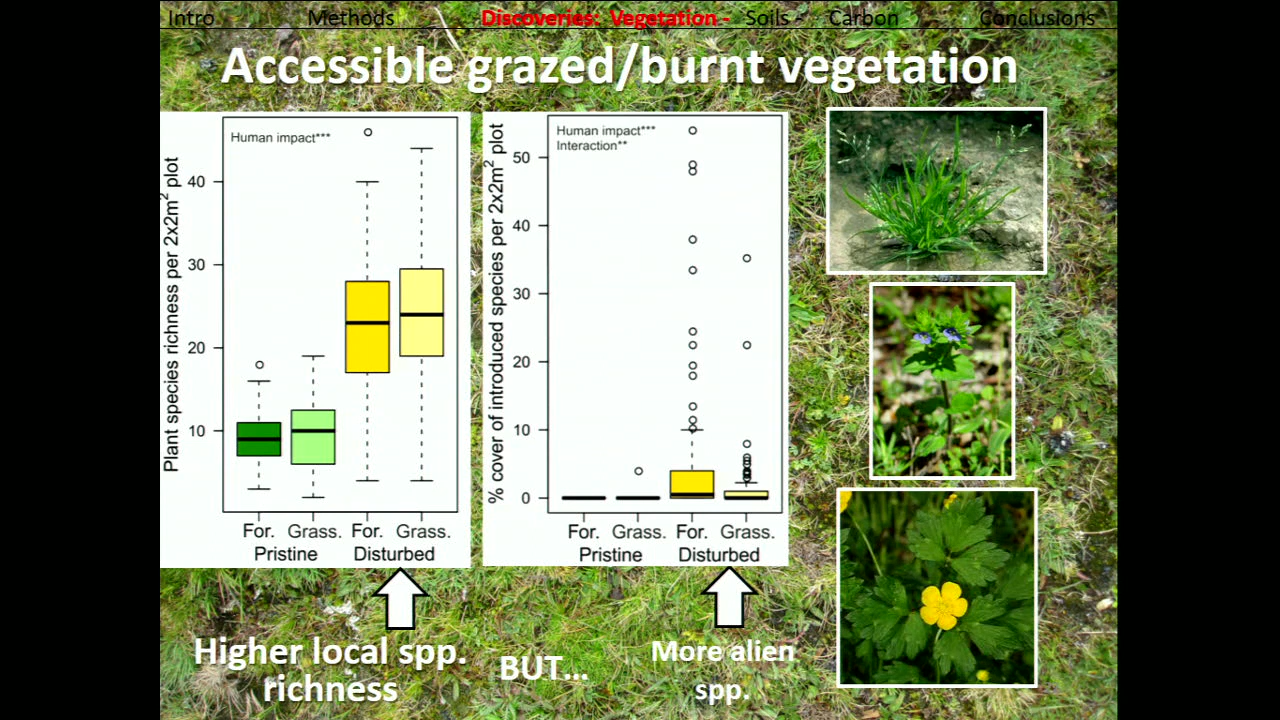 Intro Methods Discoveries: Vegetation - Soils - Carbon Conclusions
Accessible grazed/burnt vegetation
Plant species richness per 2x2m² plot
Human impact***
40
30
20
10
For. Grass. For. Grass.
Pristine Disturbed
% cover of introduced species per 2x2m² plot
Human impact***
Interaction**
50
40
30
20
10
0
For. Grass. For. Grass.
Pristine Disturbed
Higher local spp.
richness
BUT...
More alien
spp.